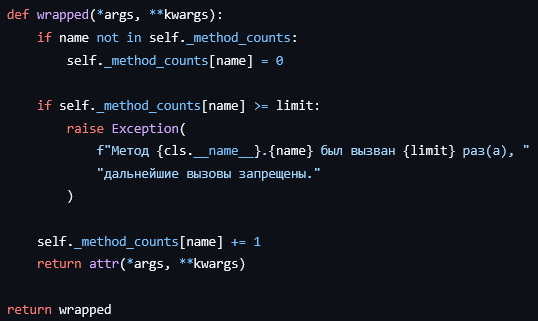 def wrapped(*args, **kwargs):
    if name not in self._method_counts:
        self._method_counts[name] = 0

    if self._method_counts[name] >= limit:
        raise Exception(
            f"Метод {cls.__name__}.{name} был вызван {limit} раз(а), "
            "дальнейшие вызовы запрещены."
        )

    self._method_counts[name] += 1
    return attr(*args, **kwargs)

return wrapped